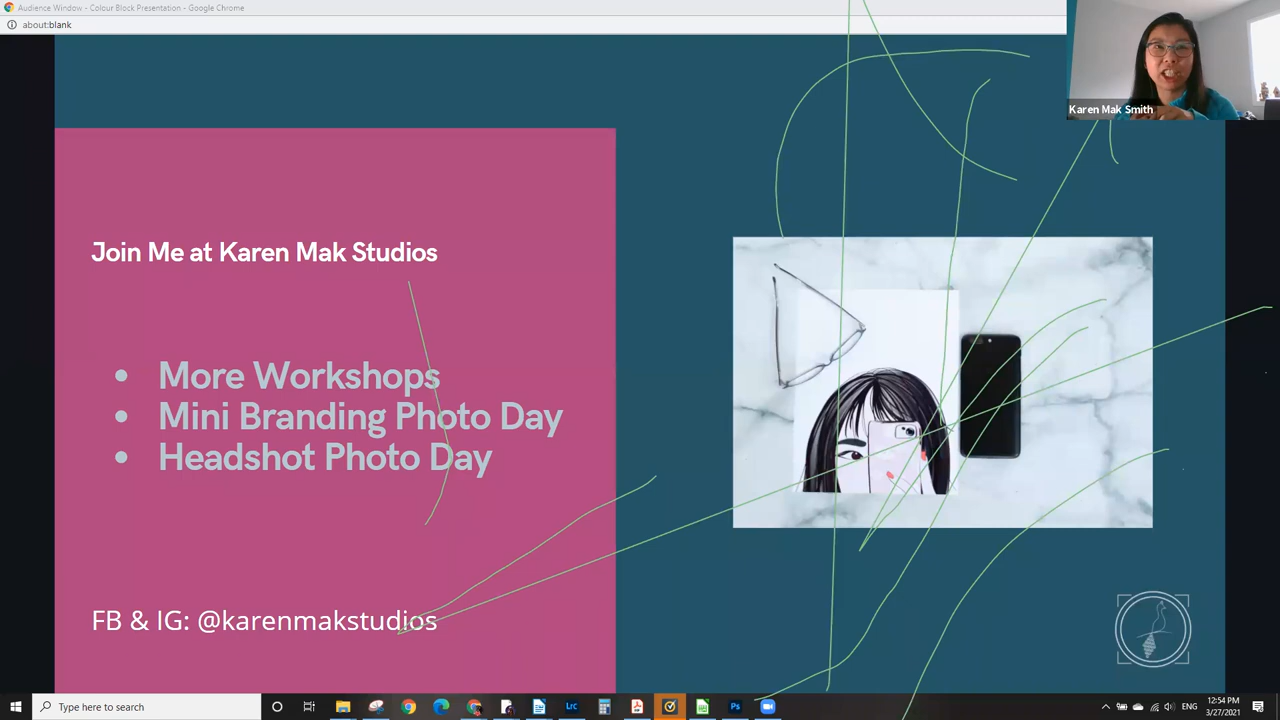 Audience Window - Colour Block Presentation - Google Chrome
about:blank
Karen Mak Smith
Join Me at Karen Mak Studios
• More Workshops
• Mini Branding Photo Day
• Headshot Photo Day
FB & IG: @karenmakstudios
Type here to search
Lrc
Ps
ENG
12:54 PM
3/27/2021